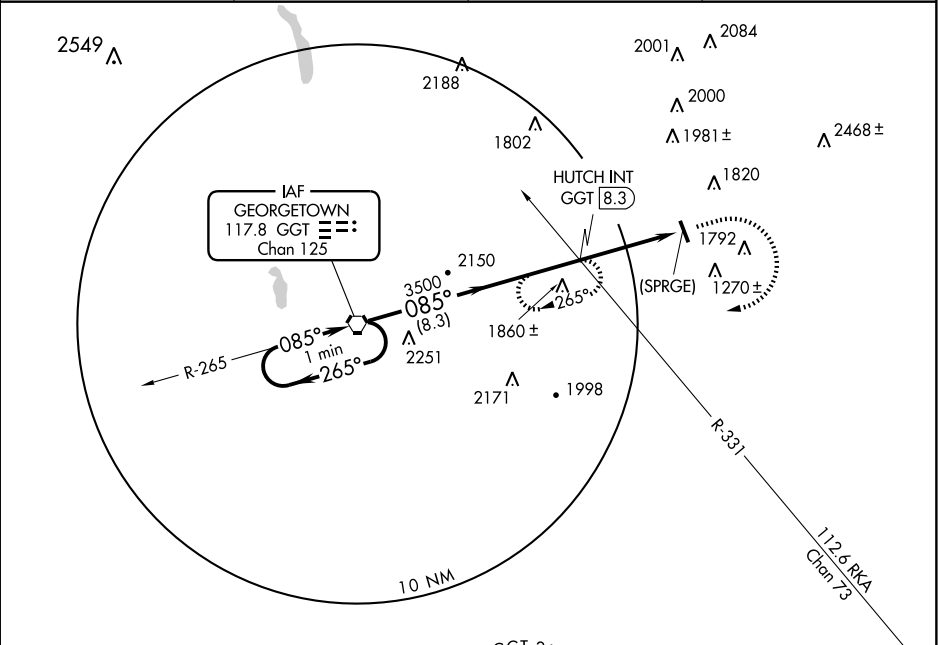 2549
2188
1802
2001
2084
2000
1981 ±
2468 ±
1820
IAF
GEORGETOWN
117.8 GGT
Chan 125
HUTCH INT
GGT 8.3
1792
1270 ±
(SPRGE)
2150
3500
085°
(8.3)
265°
1860 ±
085°
1 min
265°
R-265
2251
2171
1998
R-331
112.6 RKA
Chan 73
10 NM